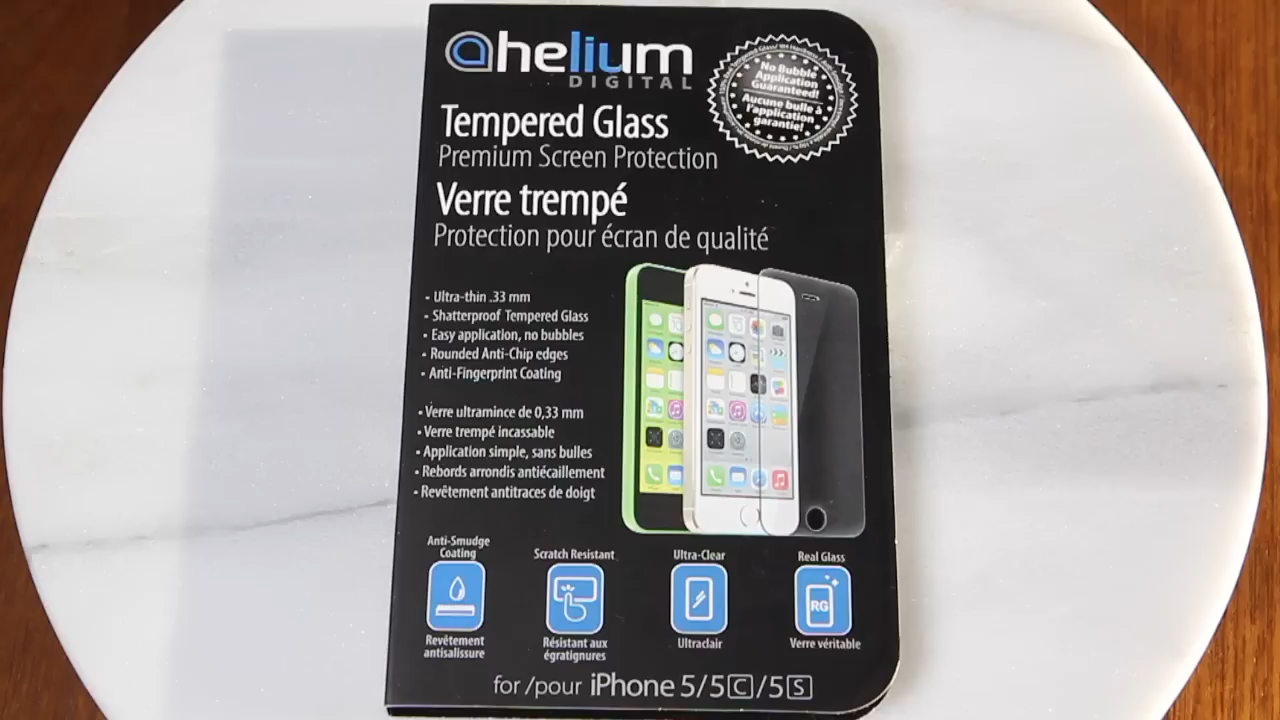 helium
DIGITAL
No Bubble
Application
Guaranteed!
Aucune bulle à
l'application
garantie!
Tempered Glass
Premium Screen Protection
Verre trempé
Protection pour écran de qualité
- Ultra-thin .33 mm
- Shatterproof Tempered Glass
- Easy application, no bubbles
- Rounded Anti-Chip edges
- Anti-Fingerprint Coating
• Verre ultramince de 0,33 mm
• Verre trempé incassable
• Application simple, sans bulles
• Rebords arrondis antiécaillement
• Revêtement antitraces de doigt
Anti-Smudge
Coating
Scratch Resistant
Ultra-Clear
Real Glass
RG
Revêtement
antisalissure
Résistant aux
égratignures
Ultraclair
Verre véritable
for /pour iPhone 5/5C/5S